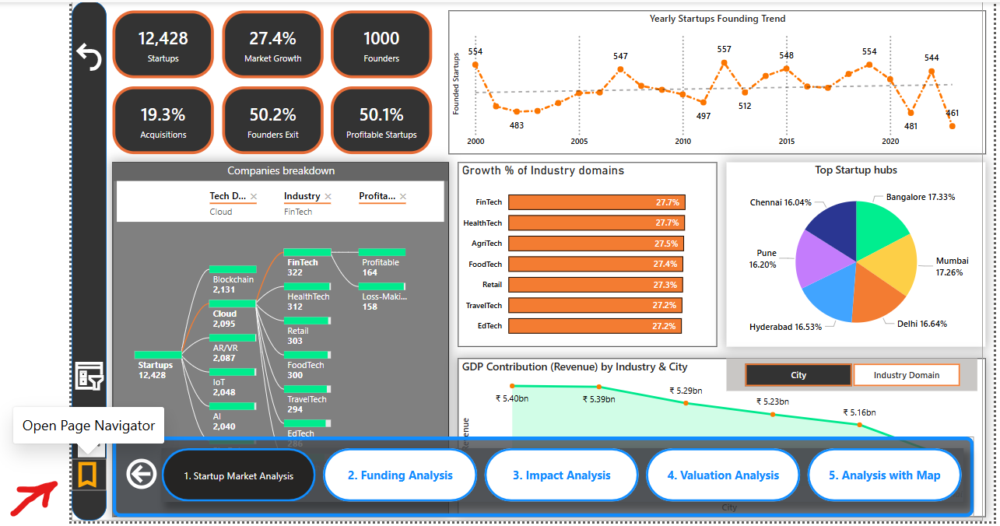 12,428
Startups
27.4%
Market Growth
1000
Founders
19.3%
Acquisitions
50.2%
Founders Exit
50.1%
Profitable Startups
Yearly Startups Founding Trend
Founded Startups
554
483
547
497
557
512
548
554
481
544
461
2000
2005
2010
2015
2020
Companies breakdown
Tech D...
Cloud
Industry
FinTech
Profita...
Startups
12,428
Blockchain
2,131
Cloud
2,095
AR/VR
2,087
IoT
2,048
AI
2,040
FinTech
322
HealthTech
312
Retail
303
FoodTech
300
TravelTech
294
EdTech
286
Profitable
164
Loss-Maki...
158
Growth % of Industry domains
FinTech 27.7%
HealthTech 27.7%
AgriTech 27.5%
FoodTech 27.4%
Retail 27.3%
TravelTech 27.2%
EdTech 27.2%
Top Startup hubs
Bangalore 17.33%
Mumbai
17.26%
Delhi 16.64%
Hyderabad 16.53%
Pune
16.20%
Chennai 16.04%
GDP Contribution (Revenue) by Industry & City
City
Industry Domain
Revenue
₹ 5.40bn
₹ 5.39bn
₹ 5.29bn
₹ 5.23bn
₹ 5.16bn
City
Open Page Navigator
1. Startup Market Analysis
2. Funding Analysis
3. Impact Analysis
4. Valuation Analysis
5. Analysis with Map